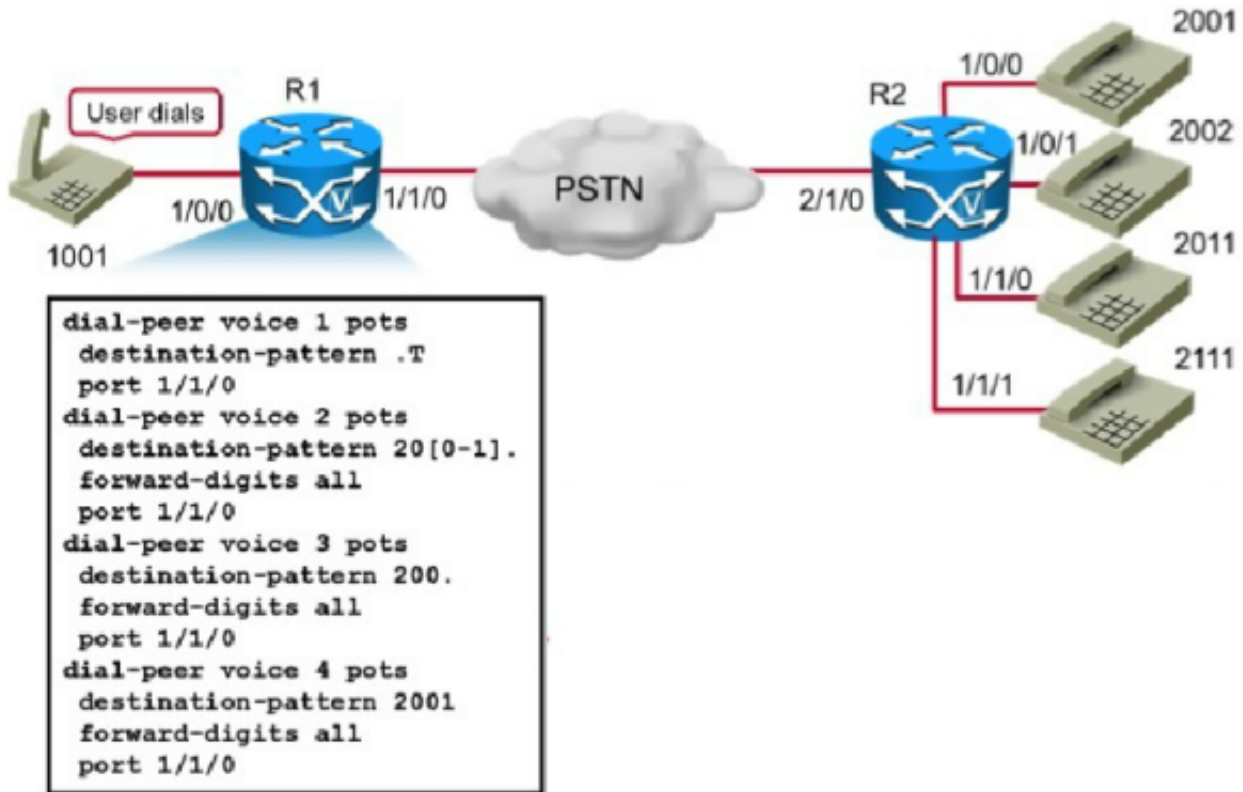 2001
1/0/0
R1
R2
User dials
1/0/1
2002
PSTN
1/0/0
1/1/0
2/1/0
V
V
2011
1001
1/1/0
2111
1/1/1
dial-peer voice 1 pots
destination-pattern .T
port 1/1/0
dial-peer voice 2 pots
destination-pattern 20[0-1].
forward-digits all
port 1/1/0
dial-peer voice 3 pots
destination-pattern 200.
forward-digits all
port 1/1/0
dial-peer voice 4 pots
destination-pattern 2001
forward-digits all
port 1/1/0